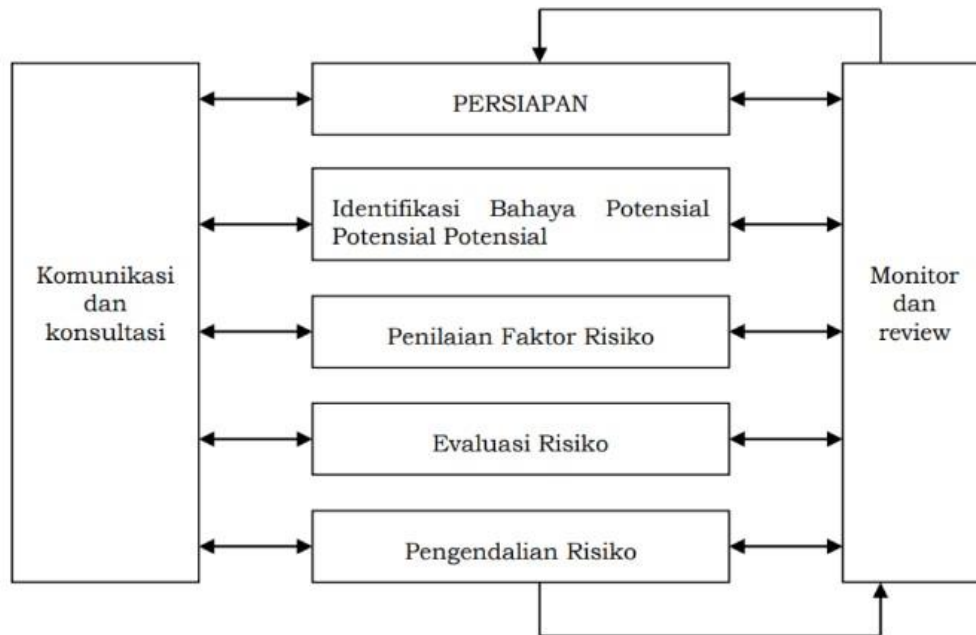 PERSIAPAN
Identifikasi Bahaya Potensial
Potensial Potensial
Komunikasi
dan
konsultasi
Penilaian Faktor Risiko
Evaluasi Risiko
Pengendalian Risiko
Monitor
dan
review